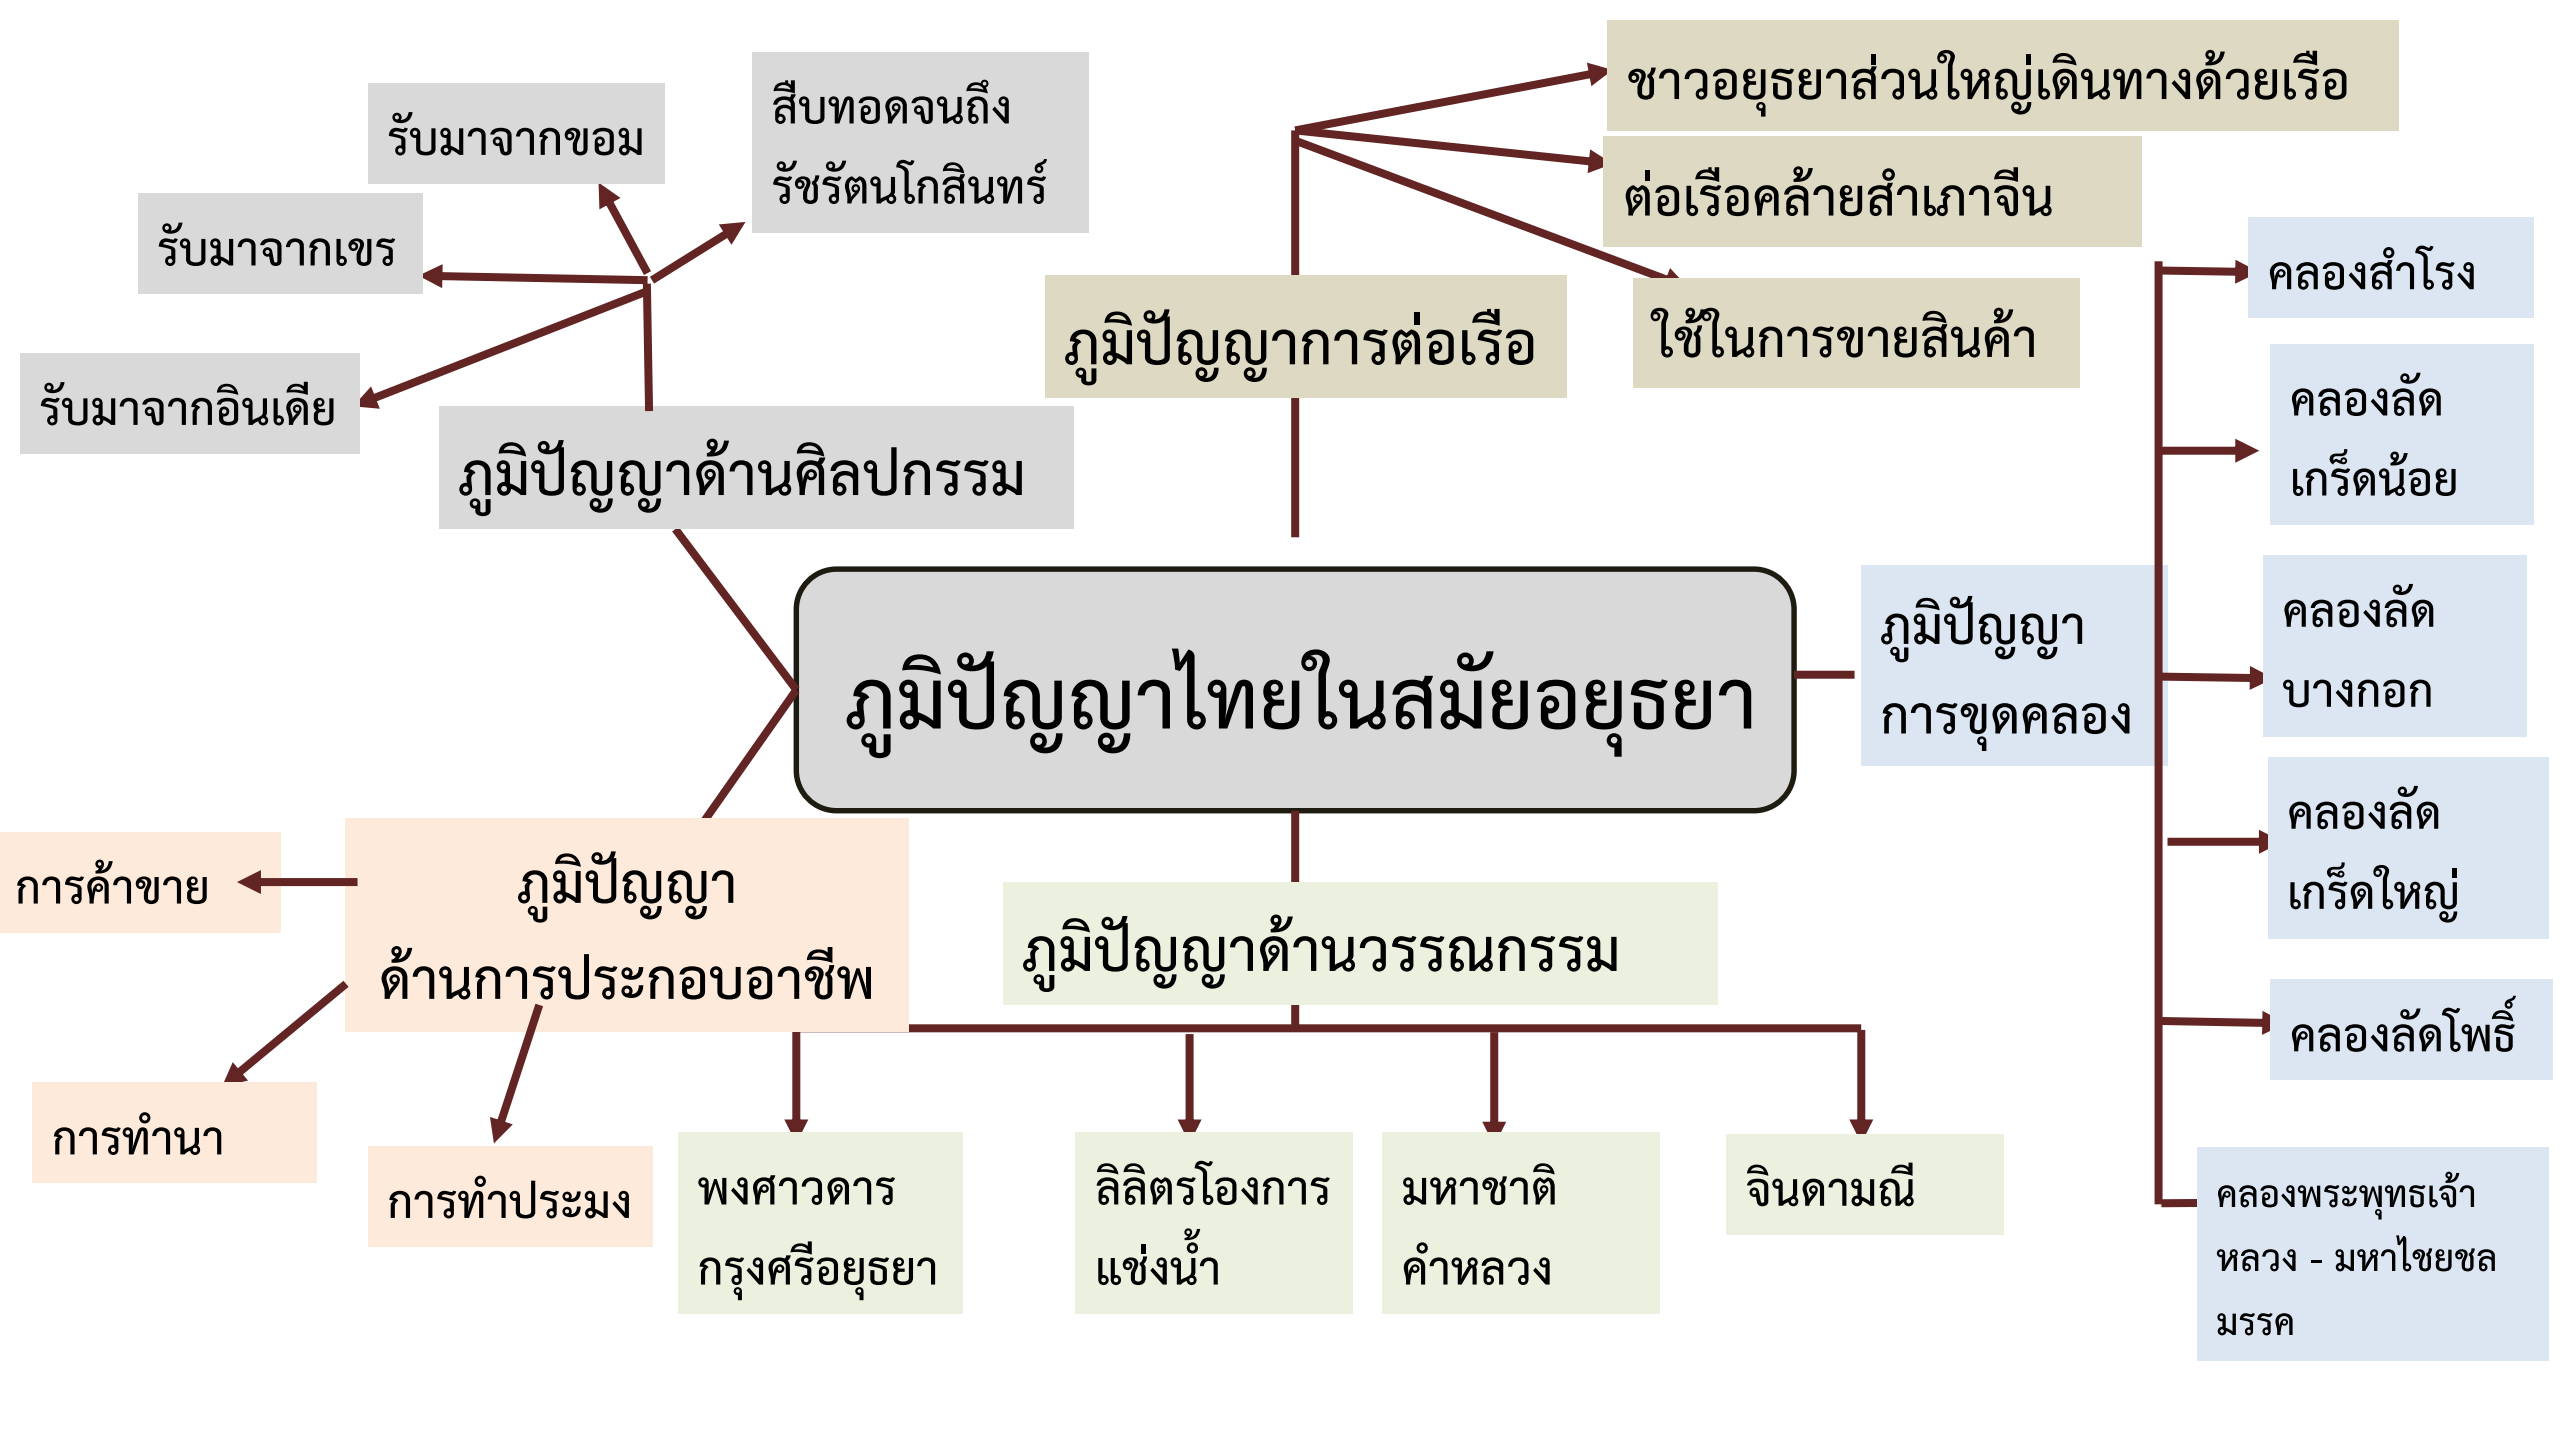 ชาวอยุธยาส่วนใหญ่เดินทางด้วยเรือ
สืบทอดจนถึง
รัชรัตนโกสินทร์
รับมาจากขอม
ต่อเรือคล้ายสำเภาจีน
รับมาจากเขร
คลองสำโรง
ภูมิปัญญาการต่อเรือ
ใช้ในการขายสินค้า
รับมาจากอินเดีย
คลองลัด
เกร็ดน้อย
ภูมิปัญญาด้านศิลปกรรม
ภูมิปัญญาไทยในสมัยอยุธยา
ภูมิปัญญา
การขุดคลอง
คลองลัด
บางกอก
คลองลัด
เกร็ดใหญ่
การค้าขาย
ภูมิปัญญา
ด้านการประกอบอาชีพ
ภูมิปัญญาด้านวรรณกรรม
คลองลัดโพธิ์
การทำนา
การทำประมง
พงศาวดาร
กรุงศรีอยุธยา
ลิลิตรโองการ
แช่งน้ำ
มหาชาติ
คำหลวง
จินดามณี
คลองพระพุทธเจ้า
หลวง - มหาไชยชล
มรรค